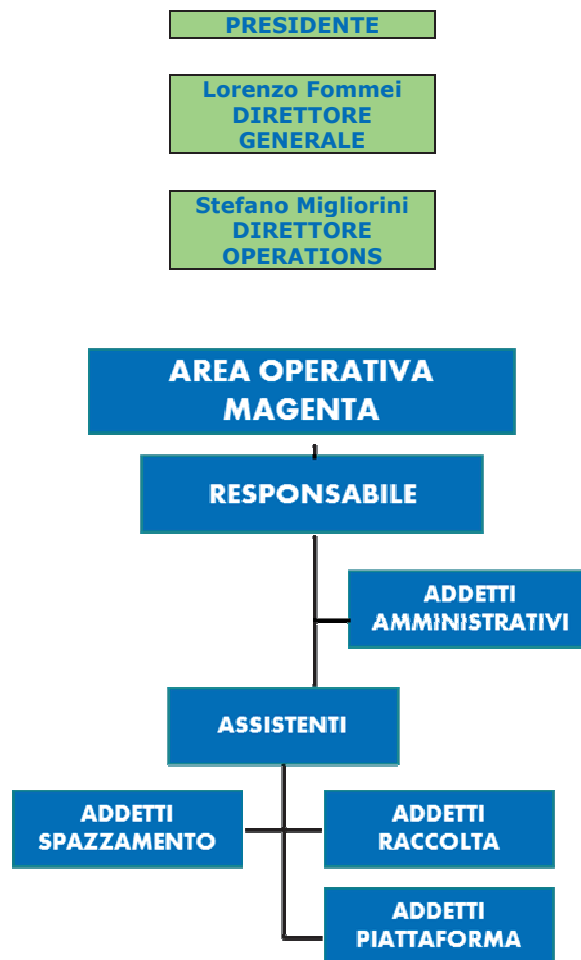 PRESIDENTE
Lorenzo Fommei
DIRETTORE
GENERALE
Stefano Migliorini
DIRETTORE
OPERATIONS
AREA OPERATIVA
MAGENTA
RESPONSABILE
ADDETTI
AMMINISTRATIVI
ASSISTENTI
ADDETTI
SPAZZAMENTO
ADDETTI
RACCOLTA
ADDETTI
PIATTAFORMA